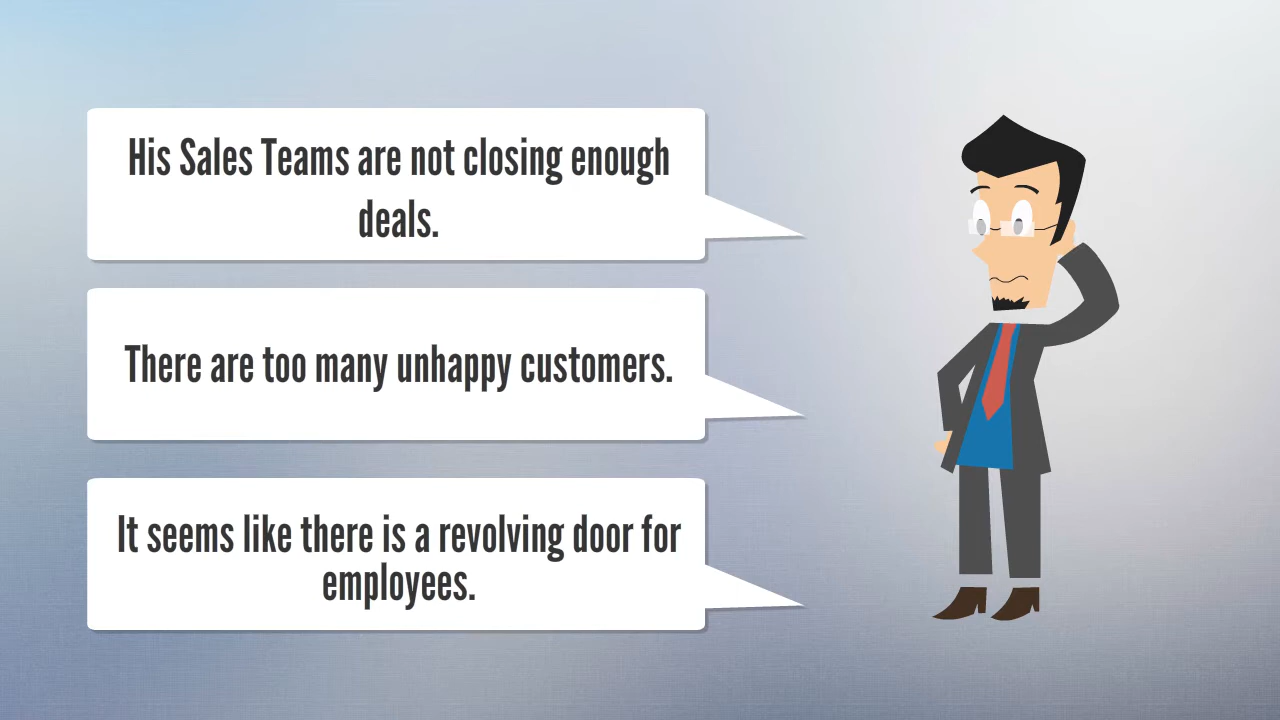 His Sales Teams are not closing enough
deals.
There are too many unhappy customers.
It seems like there is a revolving door for
employees.